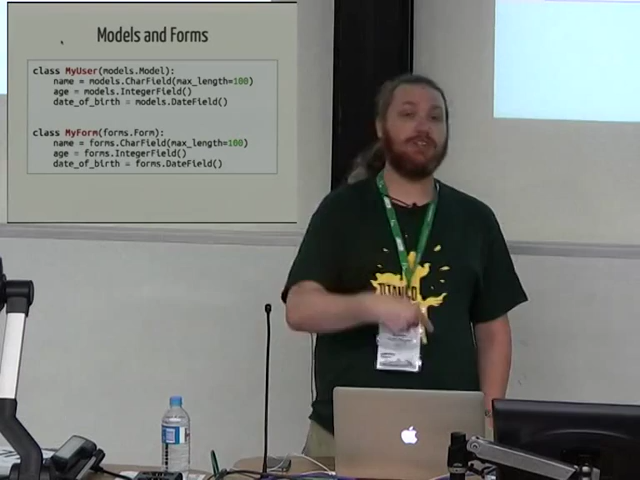 Models and Forms
class MyUser(models.Model):
name = models.CharField(max_length=100)
age = models.IntegerField()
date_of_birth = models.DateField()
class MyForm(forms.Form):
name = forms.CharField(max_length=100)
age = forms.IntegerField()
date_of_birth = forms.DateField()